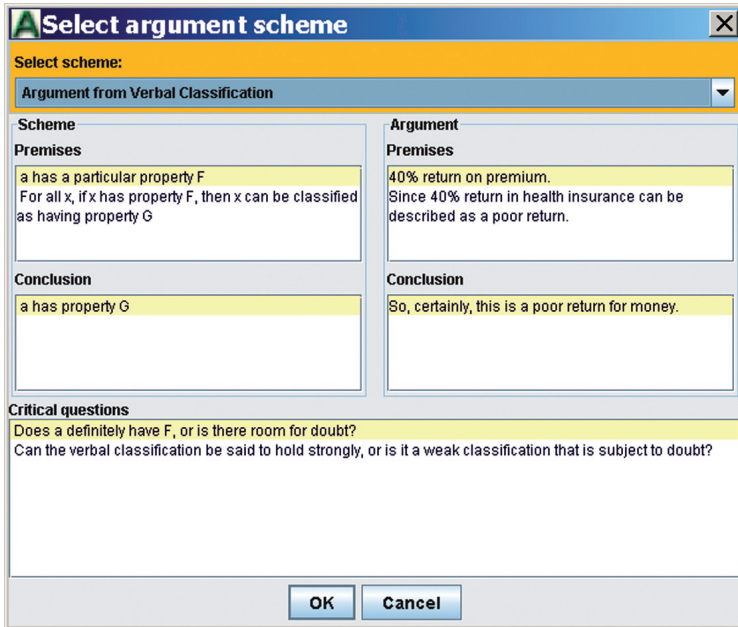 Select argument scheme
Select scheme:
Argument from Verbal Classification
Scheme
Premises
a has a particular property F
For all x, if x has property F, then x can be classified
as having property G
Conclusion
a has property G
Argument
Premises
40% return on premium.
Since 40% return in health insurance can be
described as a poor return.
Conclusion
So, certainly, this is a poor return for money.
Critical questions
Does a definitely have F, or is there room for doubt?
Can the verbal classification be said to hold strongly, or is it a weak classification that is subject to doubt?
OK
Cancel